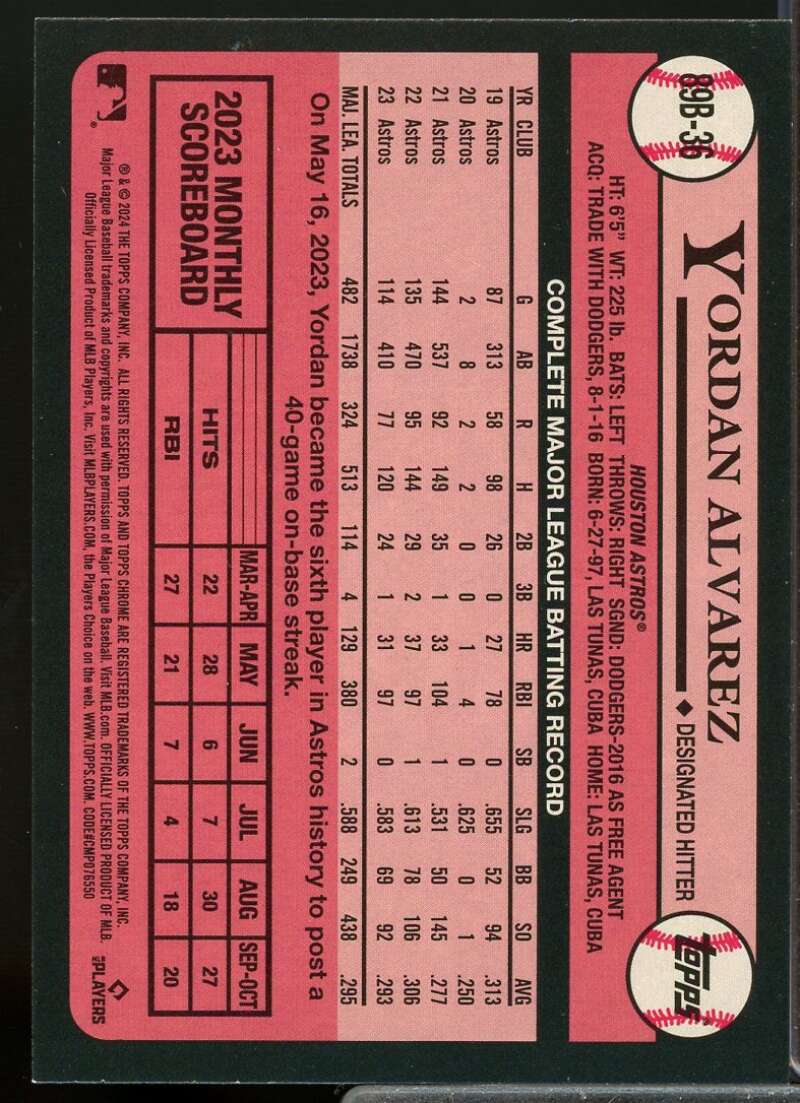 89B-36
YORDAN ALVAREZ
◆ DESIGNATED HITTER
topps
HOUSTON ASTROS®
HT: 6'5" WT: 225 lb. BATS: LEFT THROWS: RIGHT SGND: DODGERS-2016 AS FREE AGENT
ACQ: TRADE WITH DODGERS, 8-1-16 BORN: 6-27-97, LAS TUNAS, CUBA HOME: LAS TUNAS, CUBA
COMPLETE MAJOR LEAGUE BATTING RECORD
YR CLUB G AB R H 2B 3B HR RBI SB SLG BB SO AVG
19 Astros 87 313 58 98 26 0 27 78 0 .655 52 94 .313
20 Astros 2 8 2 2 0 0 1 4 0 .625 0 1 .250
21 Astros 144 537 92 149 35 1 33 104 1 .531 50 145 .277
22 Astros 135 470 95 144 29 2 37 97 1 .613 78 106 .306
23 Astros 114 410 77 120 24 1 31 97 0 .583 69 92 .293
MAJ. LEA. TOTALS 482 1738 324 513 114 4 129 380 2 .588 249 438 .295
On May 16, 2023, Yordan became the sixth player in Astros history to post a
40-game on-base streak.
2023 MONTHLY
SCOREBOARD
MAR-APR MAY JUN JUL AUG SEP-OCT
HITS 22 28 6 7 30 27
RBI 27 21 7 4 18 20
® & © 2024 THE TOPPS COMPANY, INC. ALL RIGHTS RESERVED. TOPPS AND TOPPS CHROME ARE REGISTERED TRADEMARKS OF THE TOPPS COMPANY, INC.
Major League Baseball trademarks and copyrights are used with permission of Major League Baseball. Visit MLB.com. OFFICIALLY LICENSED PRODUCT OF MLB
Officially Licensed Product of MLB Players, Inc. Visit MLBPLAYERS.COM, the Players Choice on the web. WWW.TOPPS.COM. CODE#CMP076550
MLB PLAYERS